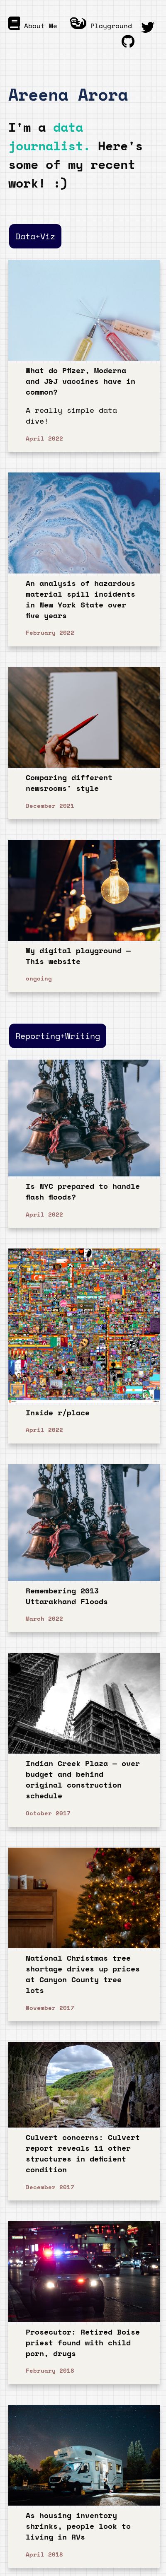 About Me
Playground
Areena Arora
I'm a data
journalist. Here's
some of my recent
work! :)
Data+Viz
What do Pfizer, Moderna
and J&J vaccines have in
common?
A really simple data
dive!
April 2022
An analysis of hazardous
material spill incidents
in New York State over
five years
February 2022
Comparing different
newsrooms' style
December 2021
My digital playground —
This website
ongoing
Reporting+Writing
Is NYC prepared to handle
flash floods?
April 2022
Inside r/place
April 2022
Remembering 2013
Uttarakhand Floods
March 2022
Indian Creek Plaza — over
budget and behind
original construction
schedule
October 2017
National Christmas tree
shortage drives up prices
at Canyon County tree
lots
November 2017
Culvert concerns: Culvert
report reveals 11 other
structures in deficient
condition
December 2017
Prosecutor: Retired Boise
priest found with child
porn, drugs
February 2018
As housing inventory
shrinks, people look to
living in RVs
April 2018